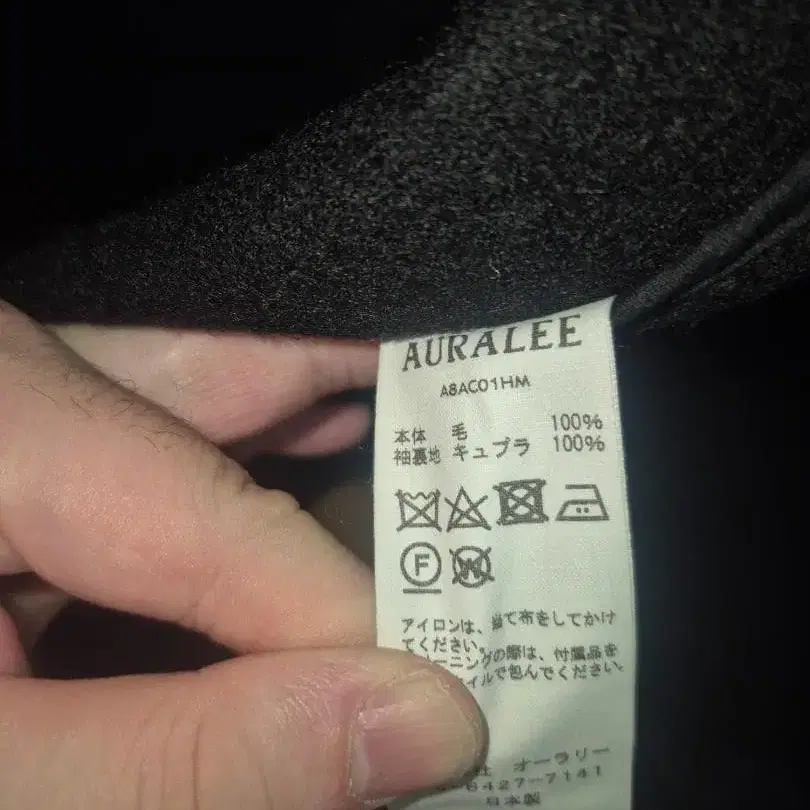 AURALEE
A8AC01HM
本体 毛 100%
袖裏地 キュプラ 100%
F
W
アイロンは、当て布をしてかけ
てください。
ーニングの際は、付属品を
イルで包んでください。
オーラリー
6427-7141
日本製